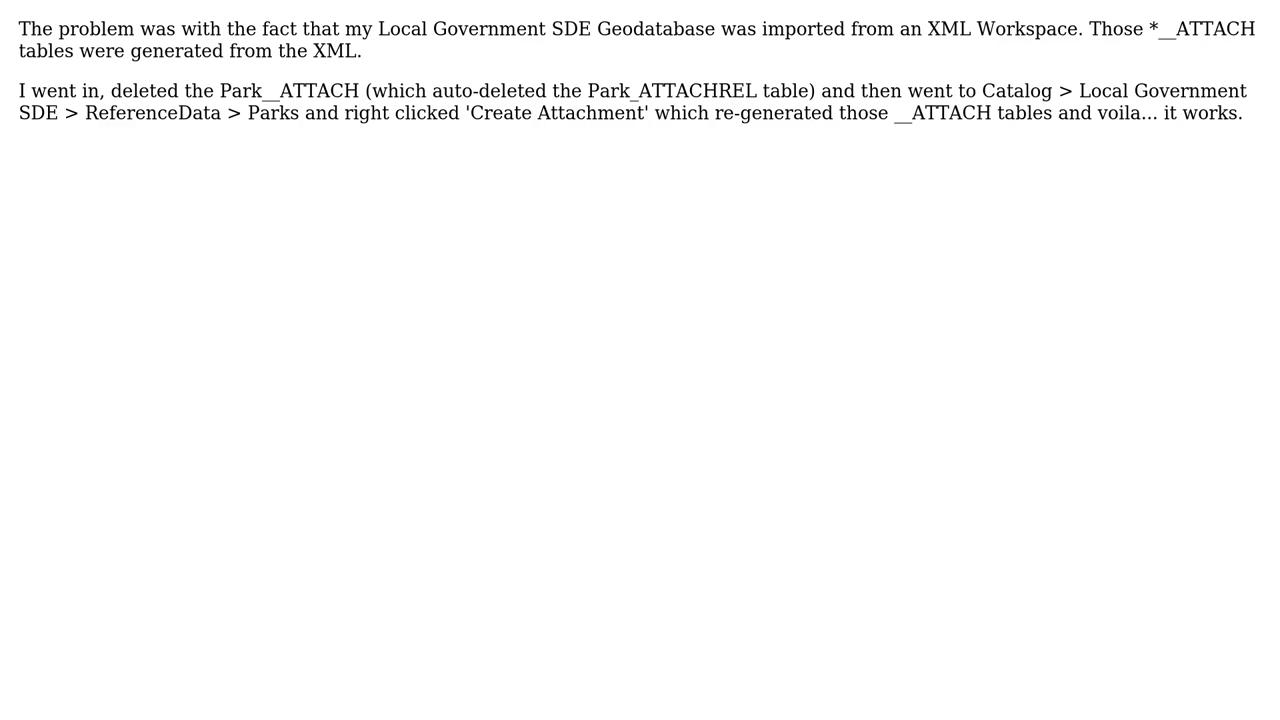 The problem was with the fact that my Local Government SDE Geodatabase was imported from an XML Workspace. Those *__ATTACH
tables were generated from the XML.
I went in, deleted the Park__ATTACH (which auto-deleted the Park_ATTACHREL table) and then went to Catalog > Local Government
SDE > ReferenceData > Parks and right clicked 'Create Attachment' which re-generated those __ATTACH tables and voila... it works.